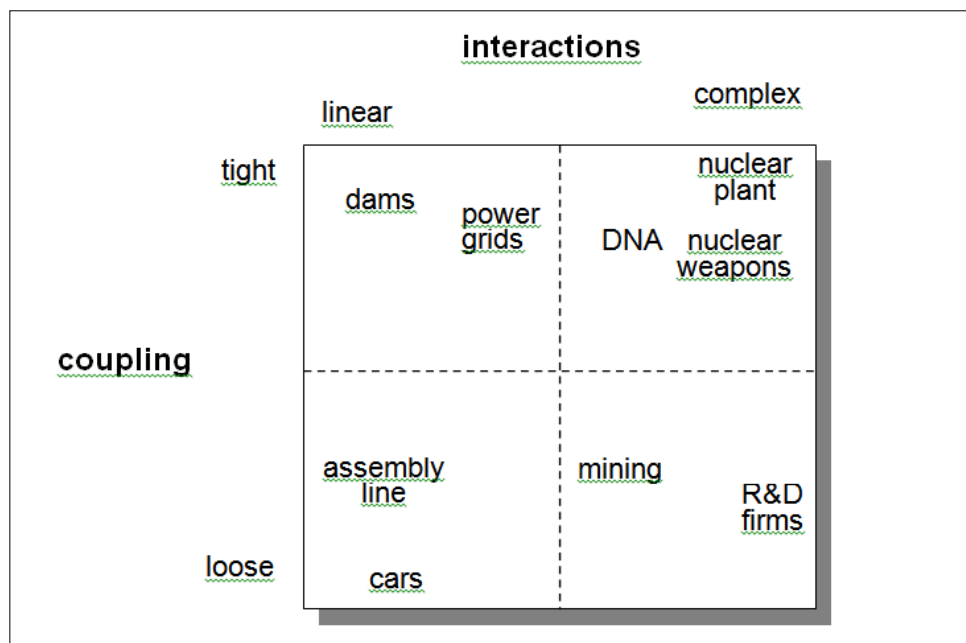 interactions
complex
linear
tight
nuclear
plant
dams
power
grids
DNA
nuclear
weapons
coupling
assembly
line
mining
R&D
firms
loose
cars